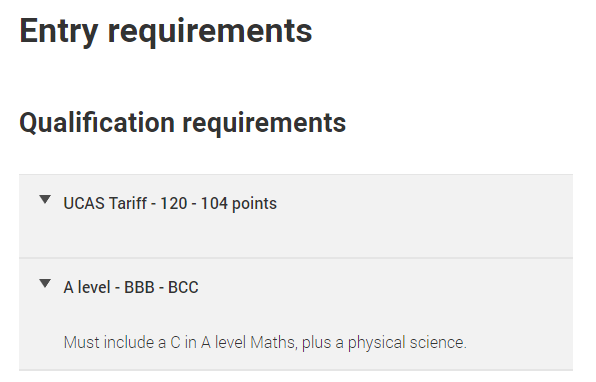 Entry requirements
Qualification requirements
UCAS Tariff - 120 - 104 points
A level - BBB - BCC
Must include a C in A level Maths, plus a physical science.